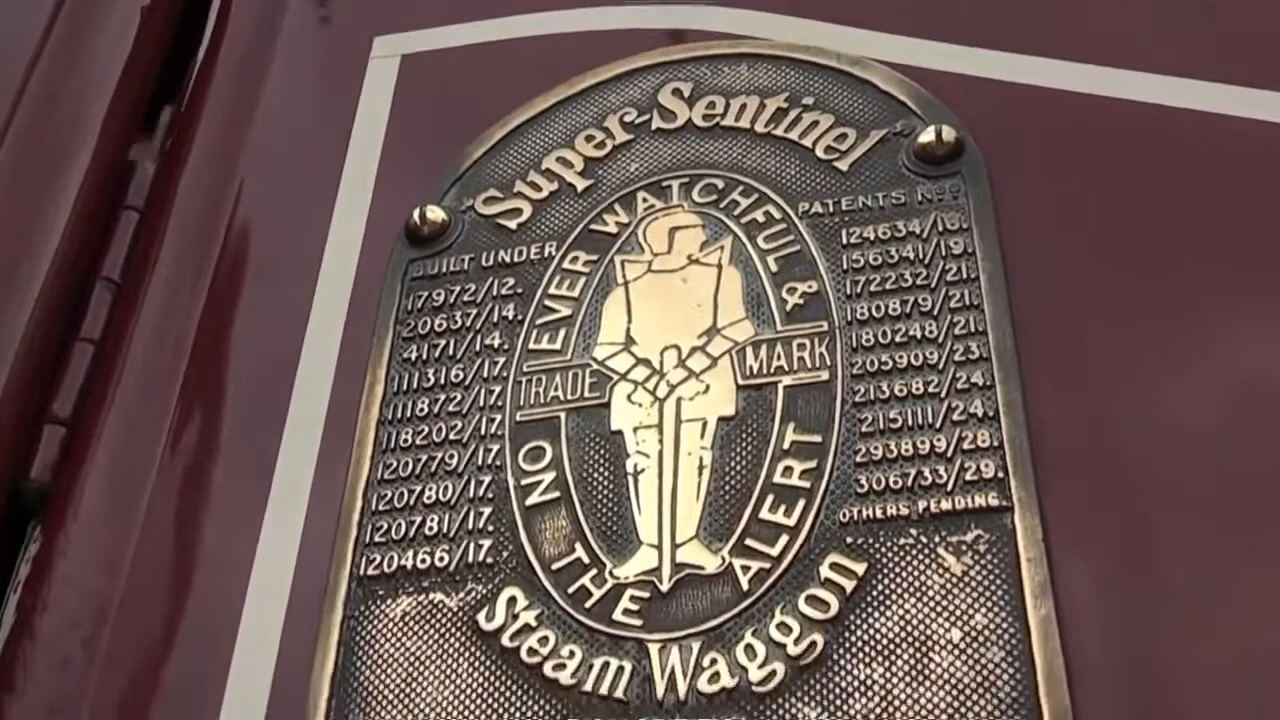 "Super-Sentinel"
BUILT UNDER
17972/12.
20637/14.
4171/14.
111316/17.
111872/17.
118202/17.
120779/17.
120780/17.
120781/17.
120466/17.
EVER WATCHFUL &
TRADE MARK
ON THE ALERT
PATENTS Nos
124634/18.
156341/19.
172232/21.
180879/21.
180248/21.
205909/23.
213682/24.
215111/24.
293899/28.
306733/29.
OTHERS PENDING.
Steam Waggon